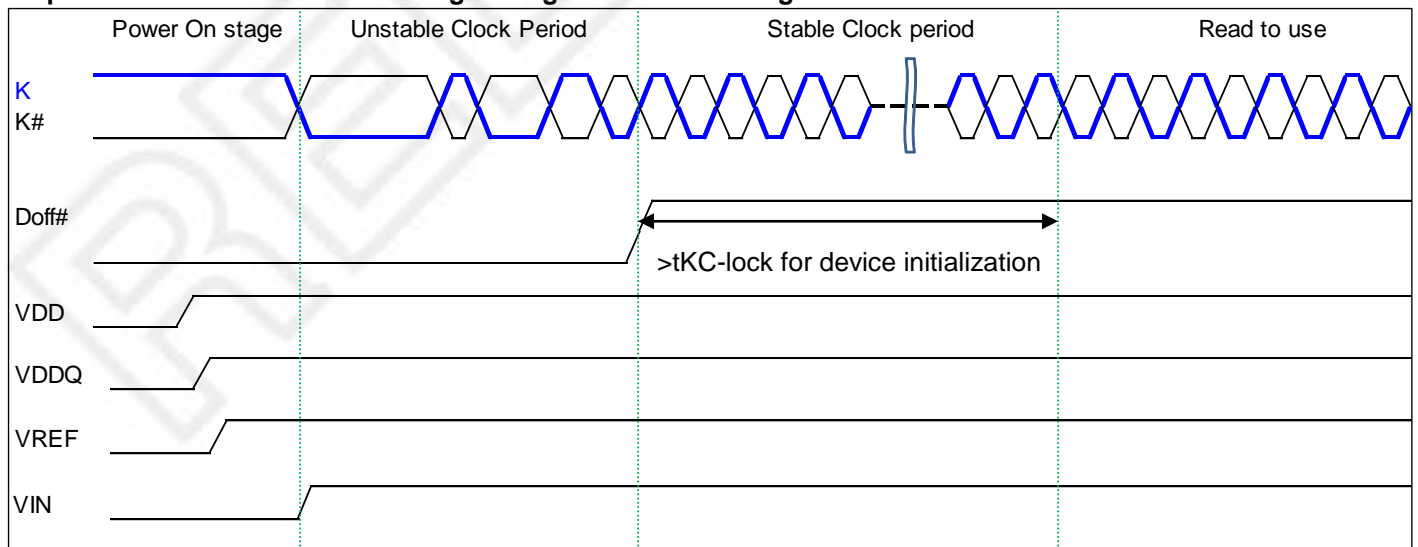 Power On stage Unstable Clock Period Stable Clock period Read to use
K
K#
Doff#
>tKC-lock for device initialization
VDD
VDDQ
VREF
VIN